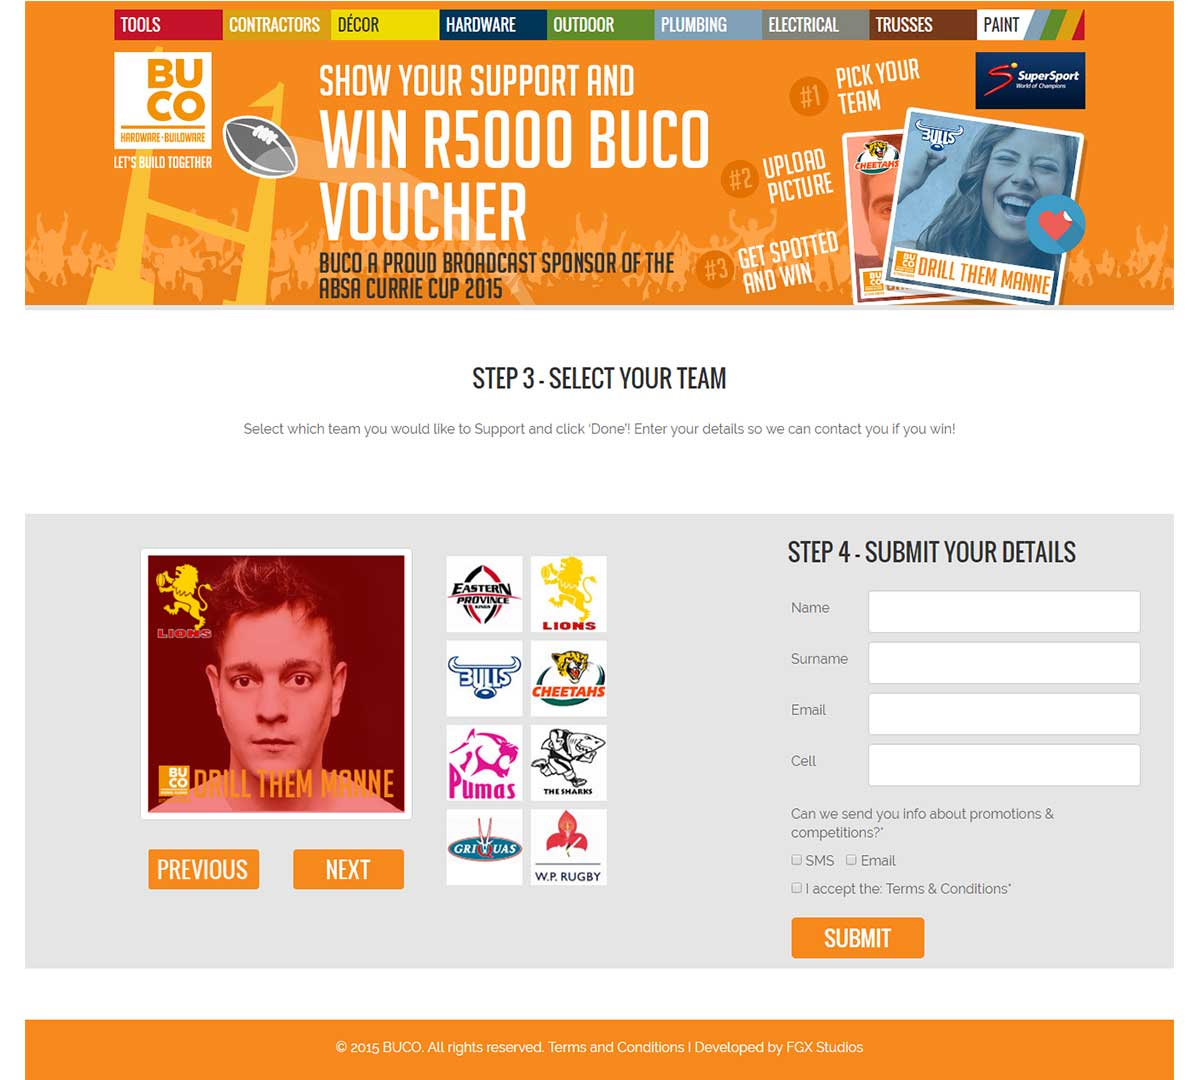 TOOLS
CONTRACTORS
DÉCOR
HARDWARE
OUTDOOR
PLUMBING
ELECTRICAL
TRUSSES
PAINT
BU
CO
HARDWARE·BUILDWARE
LET'S BUILD TOGETHER
SHOW YOUR SUPPORT AND
WIN R5000 BUCO
VOUCHER
BUCO A PROUD BROADCAST SPONSOR OF THE
ABSA CURRIE CUP 2015
#1 PICK YOUR
TEAM
#2 UPLOAD
PICTURE
#3 GET SPOTTED
AND WIN
SuperSport
World of Champions
CHEETAHS
BU
CO
BULLS
BU
CO
DRILL THEM MANNE
STEP 3 - SELECT YOUR TEAM
Select which team you would like to Support and click ‘Done’! Enter your details so we can contact you if you win!
LIONS
BU
CO
DRILL THEM MANNE
PREVIOUS
NEXT
EASTERN
PROVINCE
KINGS
LIONS
BULLS
CHEETAHS
Pumas
THE SHARKS
GRIQUAS
W.P. RUGBY
STEP 4 - SUBMIT YOUR DETAILS
Name
Surname
Email
Cell
Can we send you info about promotions &
competitions?*
SMS
Email
I accept the: Terms & Conditions*
SUBMIT
© 2015 BUCO. All rights reserved. Terms and Conditions | Developed by FGX Studios